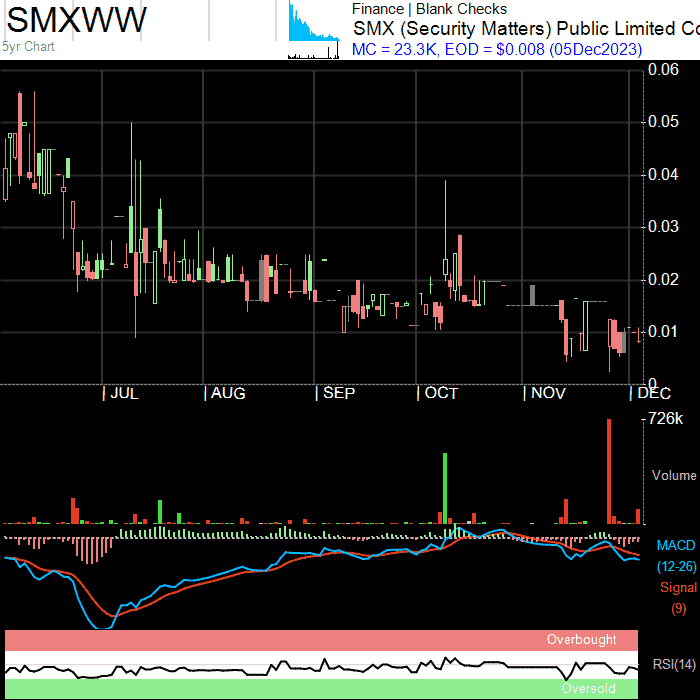 SMXWW
5yr Chart
Finance | Blank Checks
SMX (Security Matters) Public Limited Co
MC = 23.3K, EOD = $0.008 (05Dec2023)
0.06
0.05
0.04
0.03
0.02
0.01
0
| JUL | AUG | SEP | OCT | NOV | DEC
726k
Volume
MACD
(12-26)
Signal
(9)
Overbought
RSI(14)
Oversold